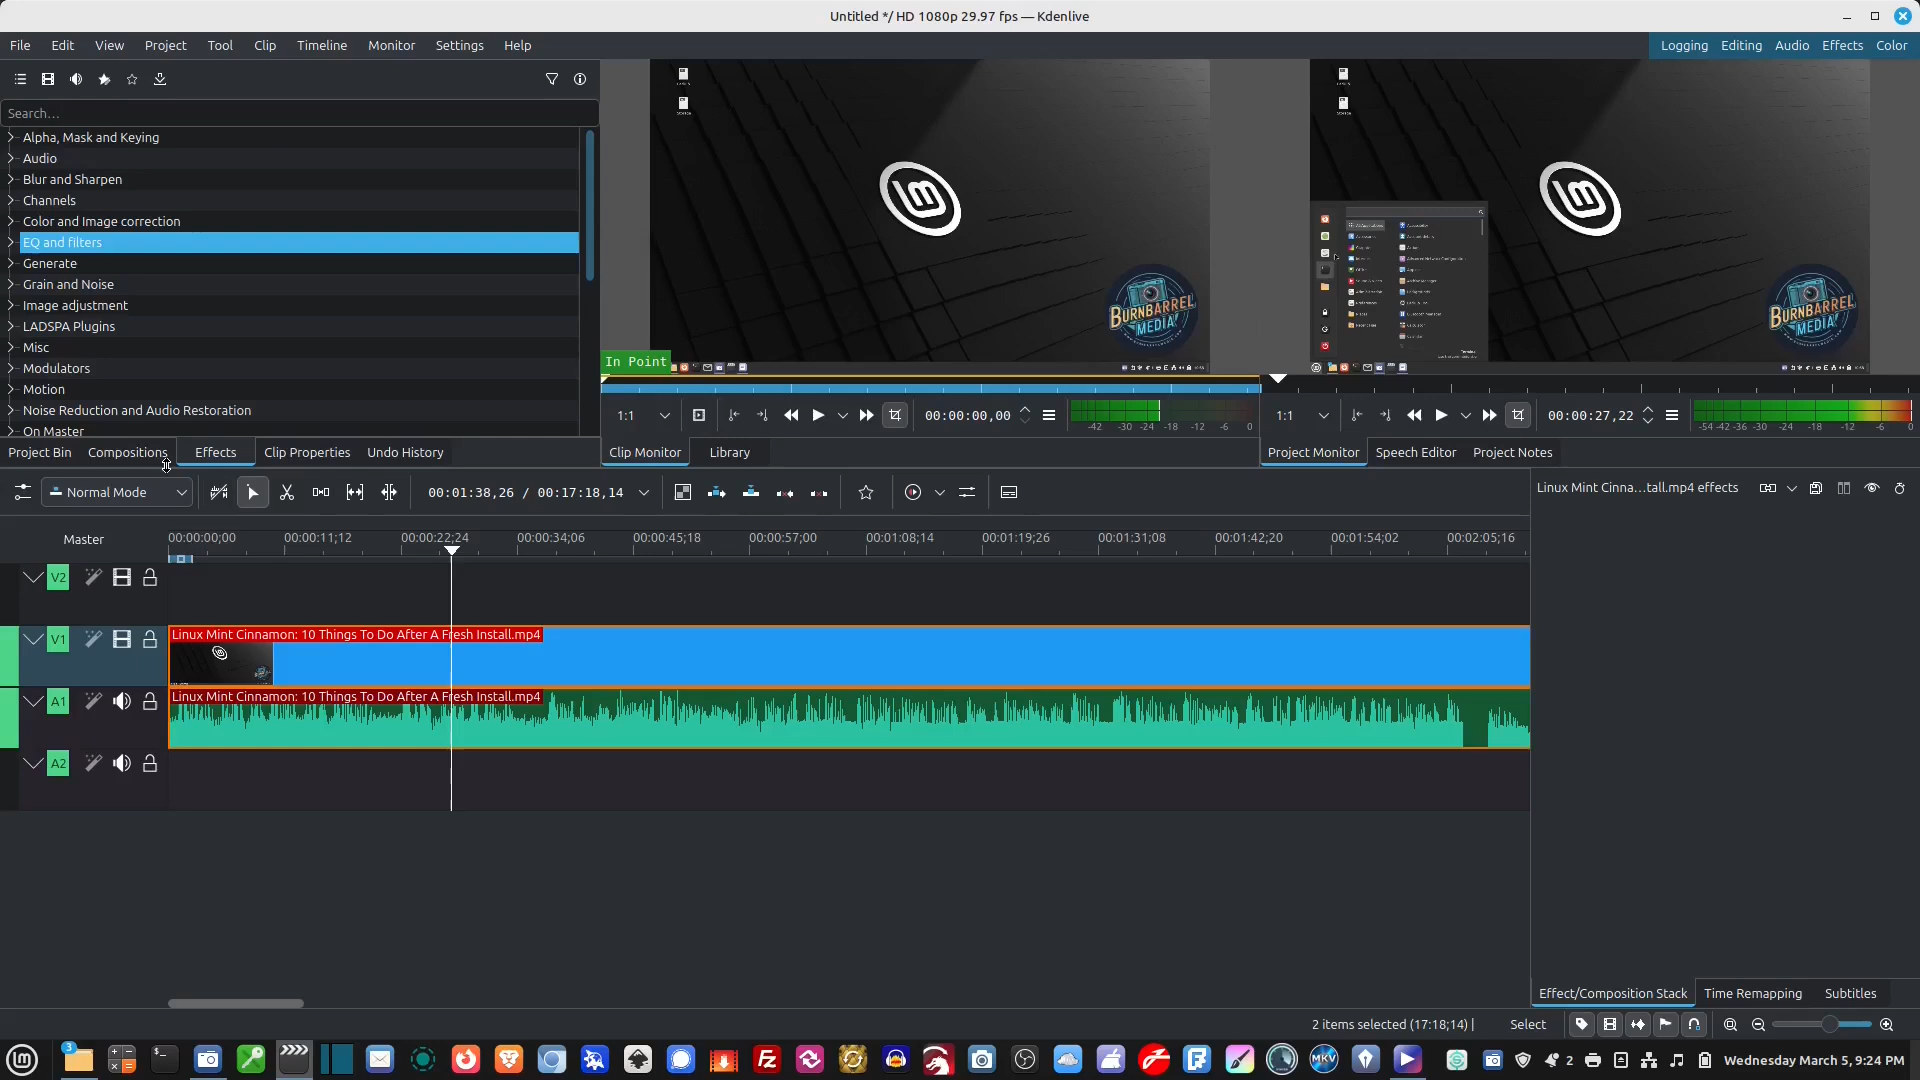 Untitled */ HD 1080p 29.97 fps — Kdenlive
File Edit View Project Tool Clip Timeline Monitor Settings Help
Logging Editing Audio Effects Color
Search...
Alpha, Mask and Keying
Audio
Blur and Sharpen
Channels
Color and Image correction
EQ and filters
Generate
Grain and Noise
Image adjustment
LADSPA Plugins
Misc
Modulators
Motion
Noise Reduction and Audio Restoration
On Master
BURNBARREL
MEDIA
In Point
1:1
00:00:00,00
-42 -30 -24 -18 -12 -6 0
BURNBARREL
MEDIA
1:1
00:00:27,22
-54 -42 -36 -30 -24 -18 -12 -6 0
Project Bin Compositions Effects Clip Properties Undo History
Clip Monitor Library
Project Monitor Speech Editor Project Notes
Normal Mode
00:01:38,26 / 00:17:18,14
Linux Mint Cinna...tall.mp4 effects
Master
00:00:00;00 00:00:11;12 00:00:22;24 00:00:34;06 00:00:45;18 00:00:57;00 00:01:08;14 00:01:19;26 00:01:31;08 00:01:42;20 00:01:54;02 00:02:05;16
V2
V1
Linux Mint Cinnamon: 10 Things To Do After A Fresh Install.mp4
A1
Linux Mint Cinnamon: 10 Things To Do After A Fresh Install.mp4
A2
Effect/Composition Stack Time Remapping Subtitles
2 items selected (17:18;14) |
Select
3
2
Wednesday March 5, 9:24 PM